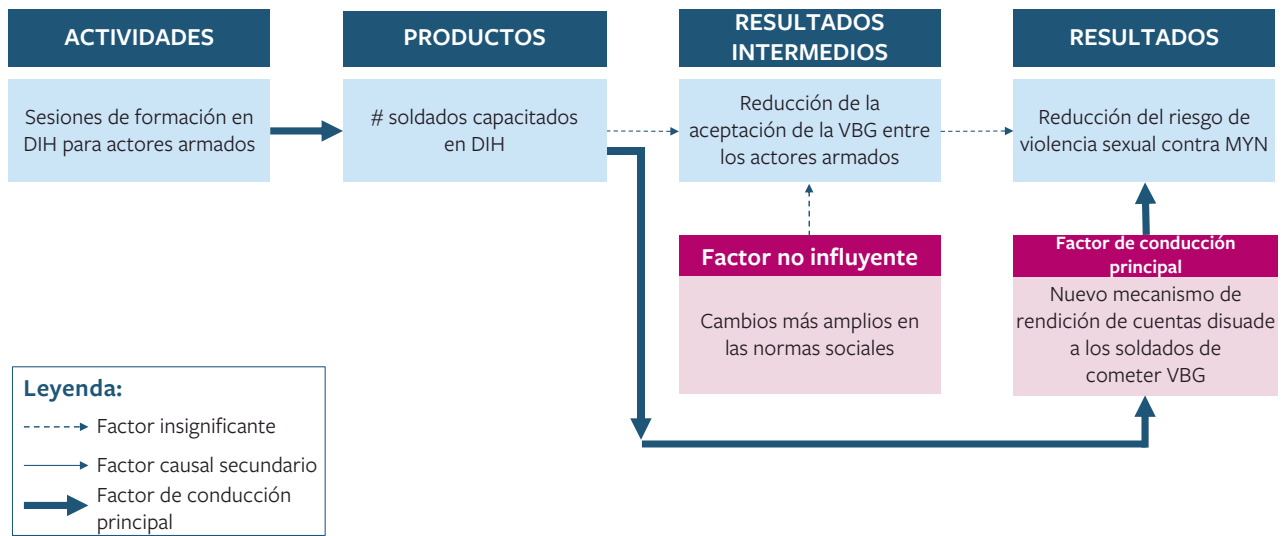 ACTIVIDADES
PRODUCTOS
RESULTADOS
INTERMEDIOS
RESULTADOS
Sesiones de formación en
DIH para actores armados
# soldados capacitados
en DIH
Reducción de la
aceptación de la VBG entre
los actores armados
Reducción del riesgo de
violencia sexual contra MYN
Factor no influyente
Cambios más amplios en
las normas sociales
Factor de conducción
principal
Nuevo mecanismo de
rendición de cuentas disuade
a los soldados de
cometer VBG
Leyenda:
Factor insignificante
Factor causal secundario
Factor de conducción
principal